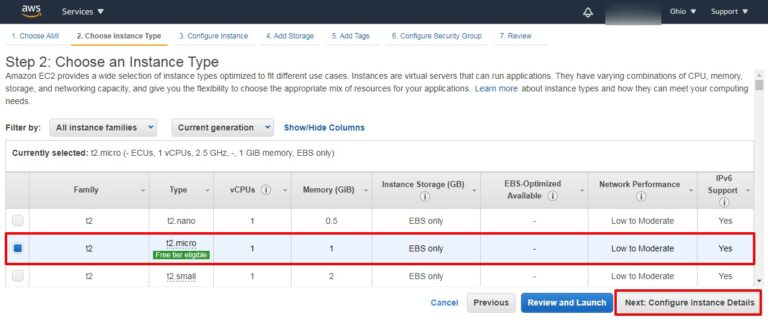 aws Services Ohio Support
1. Choose AMI 2. Choose Instance Type 3. Configure Instance 4. Add Storage 5. Add Tags 6. Configure Security Group 7. Review
Step 2: Choose an Instance Type
Amazon EC2 provides a wide selection of instance types optimized to fit different use cases. Instances are virtual servers that can run applications. They have varying combinations of CPU, memory,
storage, and networking capacity, and give you the flexibility to choose the appropriate mix of resources for your applications. Learn more about instance types and how they can meet your computing
needs.
Filter by: All instance families Current generation Show/Hide Columns
Currently selected: t2.micro (- ECUs, 1 vCPUs, 2.5 GHz, -, 1 GiB memory, EBS only)
Family Type vCPUs Memory (GiB) Instance Storage (GB) EBS-Optimized Available Network Performance IPv6 Support
t2 t2.nano 1 0.5 EBS only - Low to Moderate Yes
t2 t2.micro 1 1 EBS only - Low to Moderate Yes
Free tier eligible
t2 t2.small 1 2 EBS only - Low to Moderate Yes
Cancel Previous Review and Launch Next: Configure Instance Details